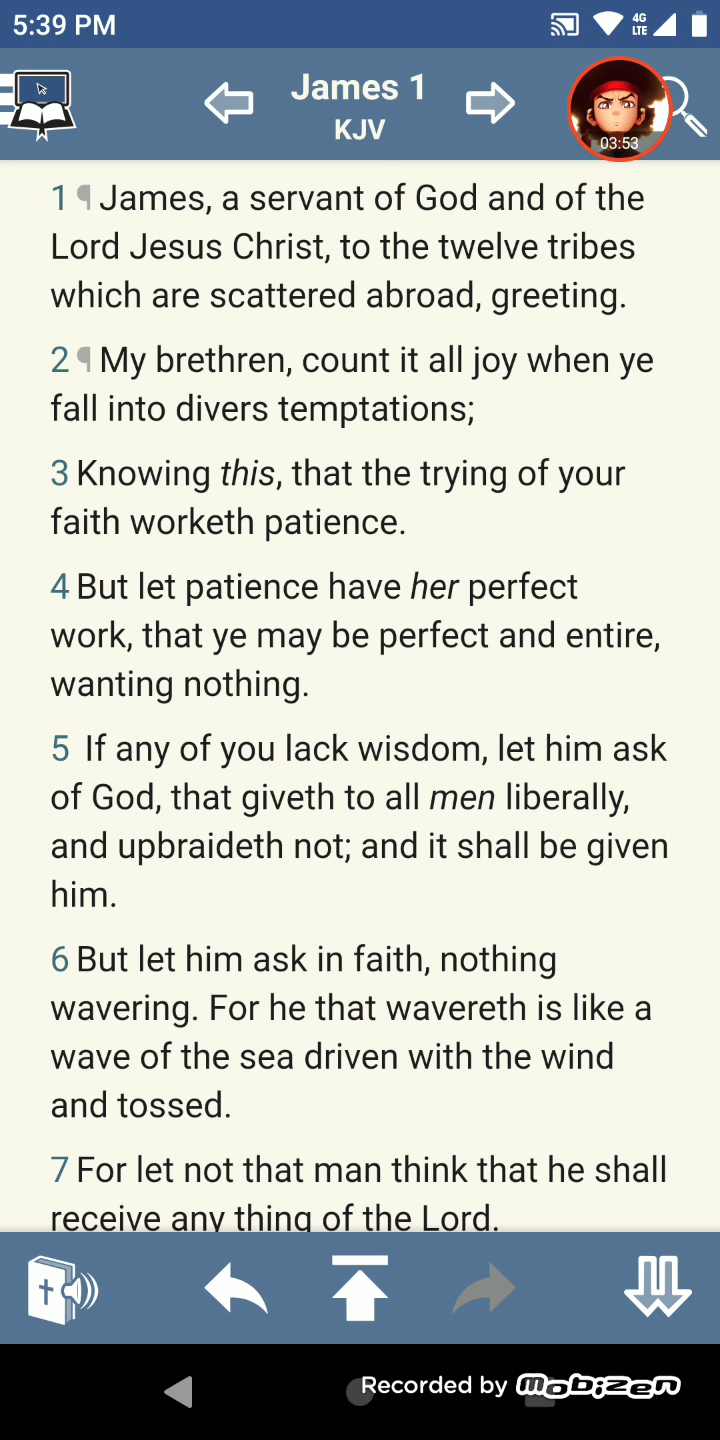 5:39 PM
4G
LTE
James 1
KJV
03:53
1 ¶ James, a servant of God and of the
Lord Jesus Christ, to the twelve tribes
which are scattered abroad, greeting.
2 ¶ My brethren, count it all joy when ye
fall into divers temptations;
3 Knowing this, that the trying of your
faith worketh patience.
4 But let patience have her perfect
work, that ye may be perfect and entire,
wanting nothing.
5 If any of you lack wisdom, let him ask
of God, that giveth to all men liberally,
and upbraideth not; and it shall be given
him.
6 But let him ask in faith, nothing
wavering. For he that wavereth is like a
wave of the sea driven with the wind
and tossed.
7 For let not that man think that he shall
receive any thing of the Lord.
Recorded by mobizen